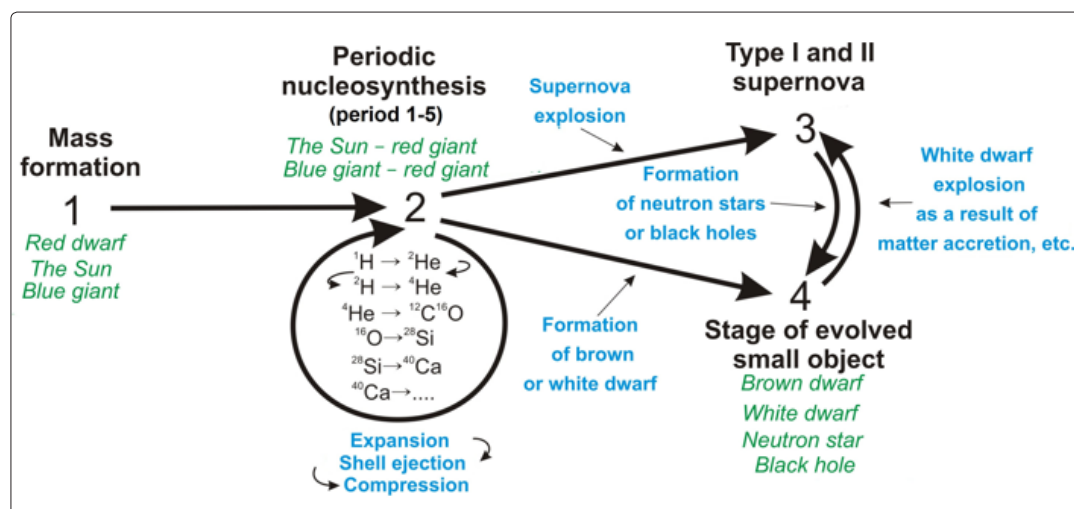 Mass
formation
1
Red dwarf
The Sun
Blue giant
Periodic
nucleosynthesis
(period 1-5)
The Sun – red giant
Blue giant – red giant
2
¹H → ²He
²H → ⁴He
⁴He → ¹²C¹⁶O
¹⁶O→²⁸Si
²⁸Si→⁴⁰Ca
⁴⁰Ca→....
Expansion
Shell ejection
Compression
Supernova
explosion
Formation
of neutron stars
or black holes
Formation
of brown
or white dwarf
Type I and II
supernova
3
White dwarf
explosion
as a result of
matter accretion, etc.
4
Stage of evolved
small object
Brown dwarf
White dwarf
Neutron star
Black hole